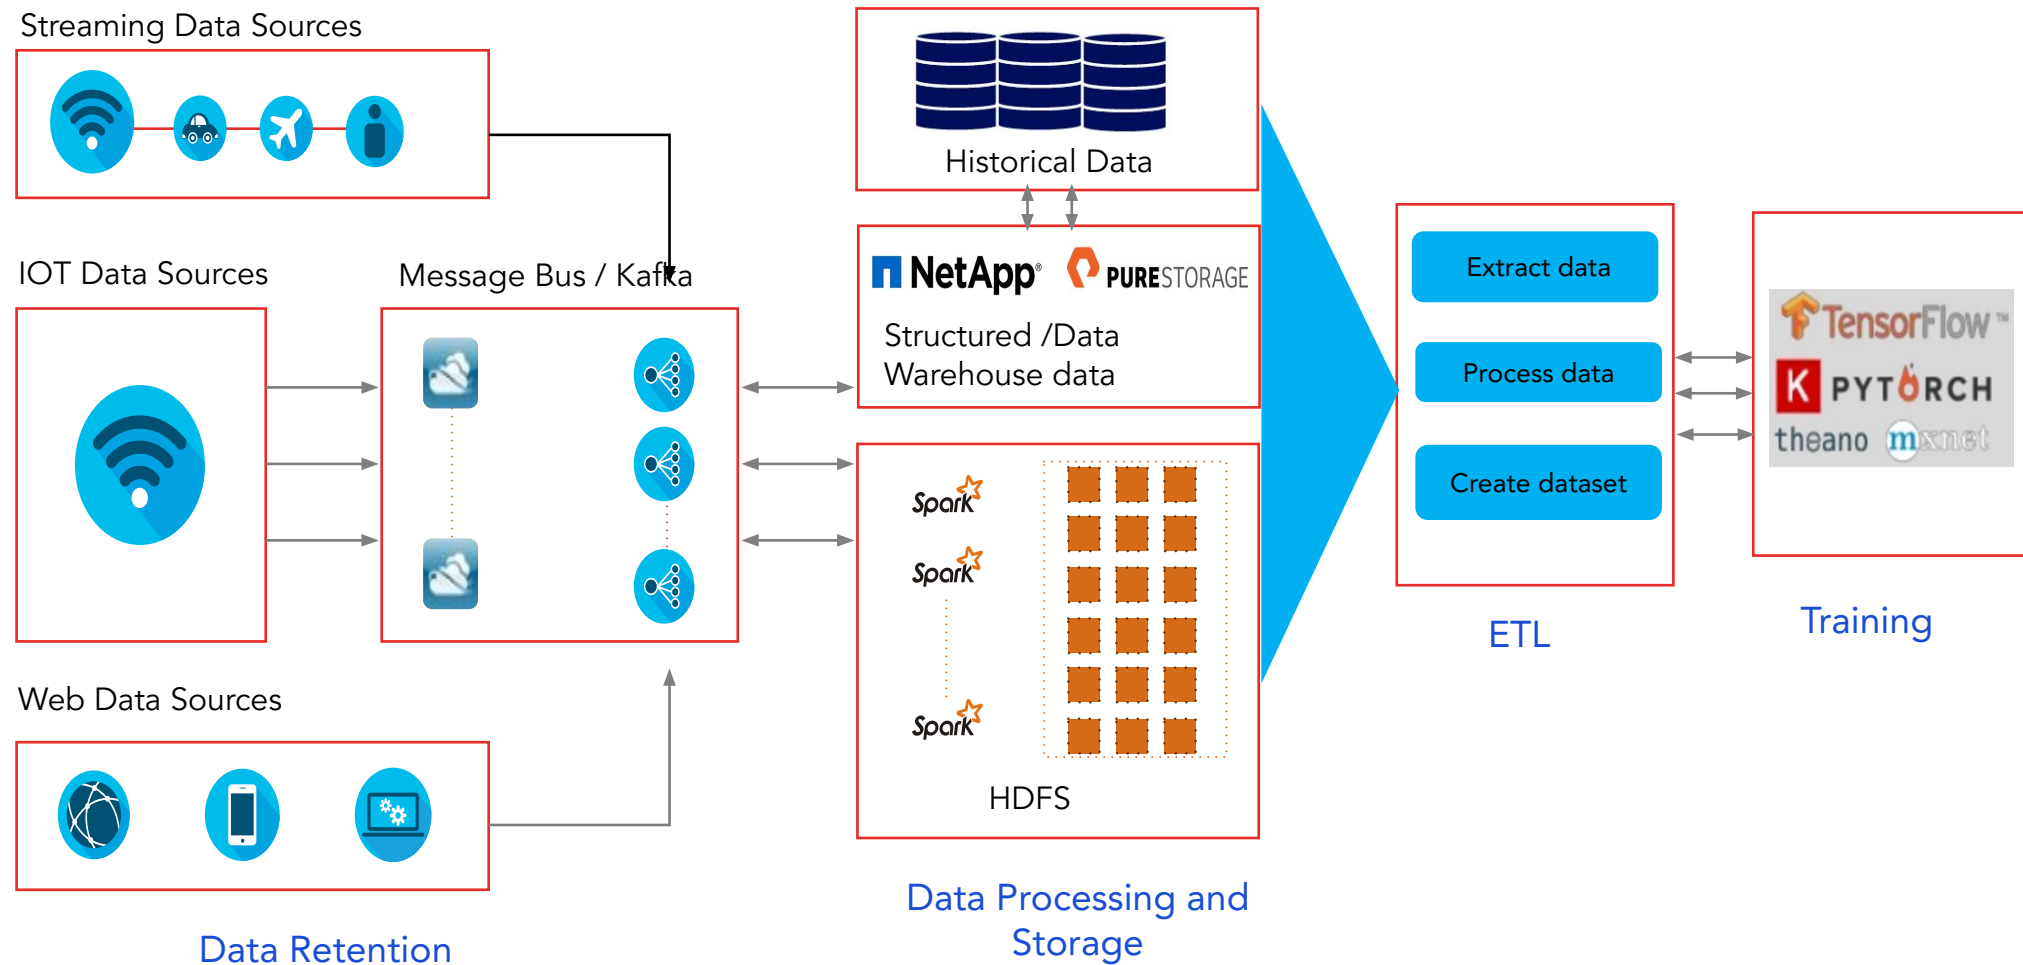 Streaming Data Sources
IOT Data Sources
Message Bus / Kafka
Web Data Sources
Data Retention
Historical Data
NetApp®
PURESTORAGE
Structured /Data
Warehouse data
Spark
Spark
Spark
HDFS
Data Processing and
Storage
Extract data
Process data
Create dataset
ETL
TensorFlow™
K PYTORCH
theano mxnet
Training